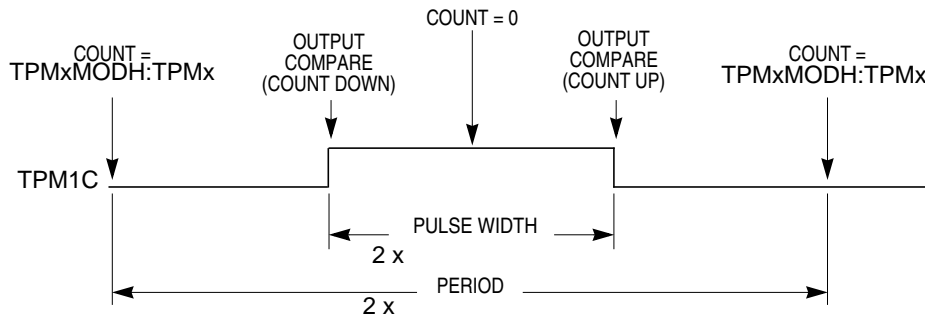 COUNT = 0
COUNT =
TPMxMODH:TPMx
OUTPUT
COMPARE
(COUNT DOWN)
OUTPUT
COMPARE
(COUNT UP)
COUNT =
TPMxMODH:TPMx
TPM1C
PULSE WIDTH
2 x
PERIOD
2 x